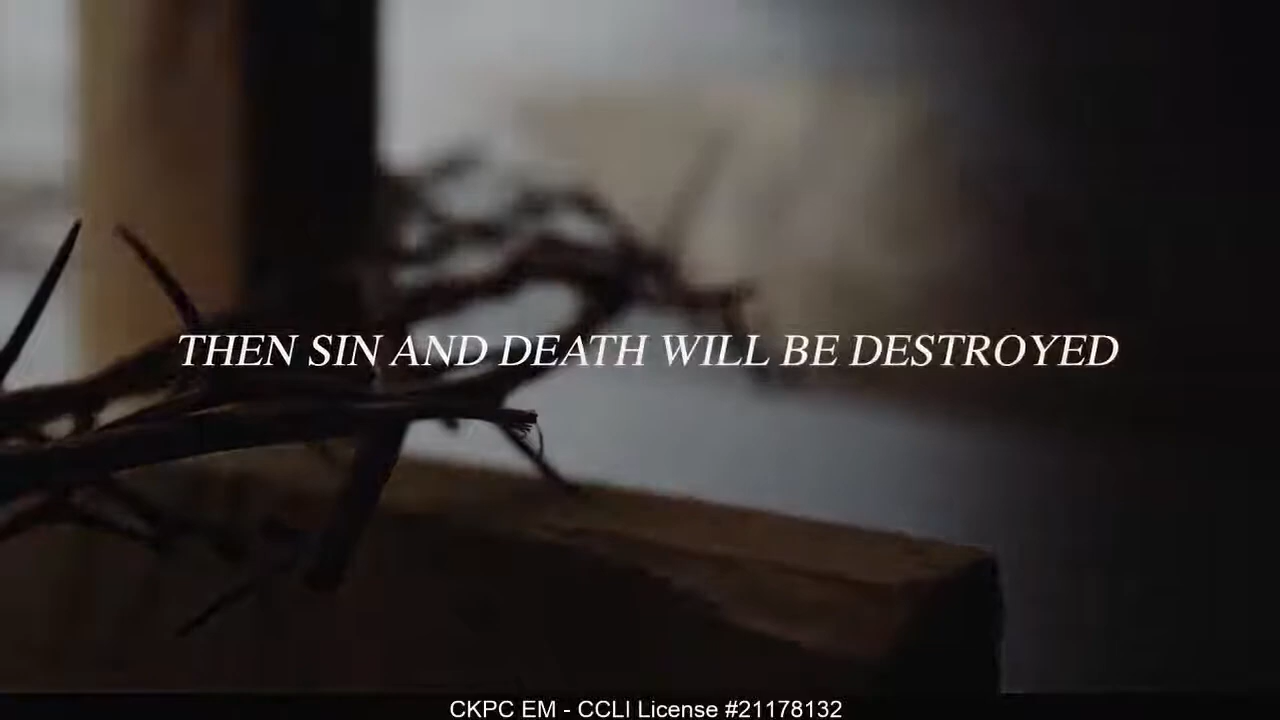 THEN SIN AND DEATH WILL BE DESTROYED
CKPC EM - CCLI License #21178132